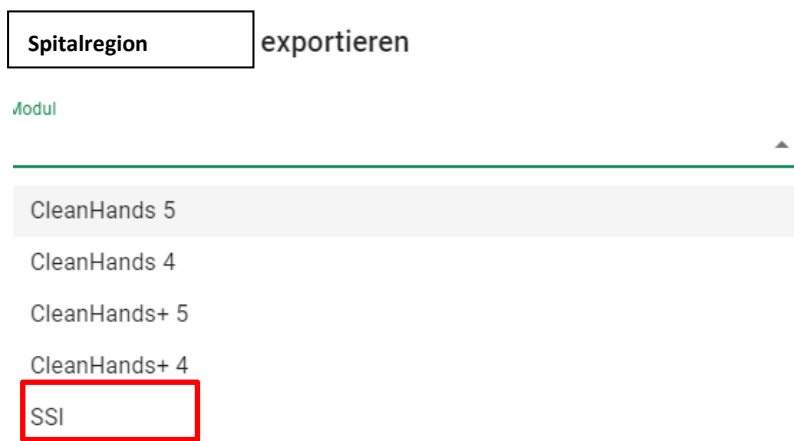 Spitalregion exportieren
Modul
CleanHands 5
CleanHands 4
CleanHands+ 5
CleanHands+ 4
SSI